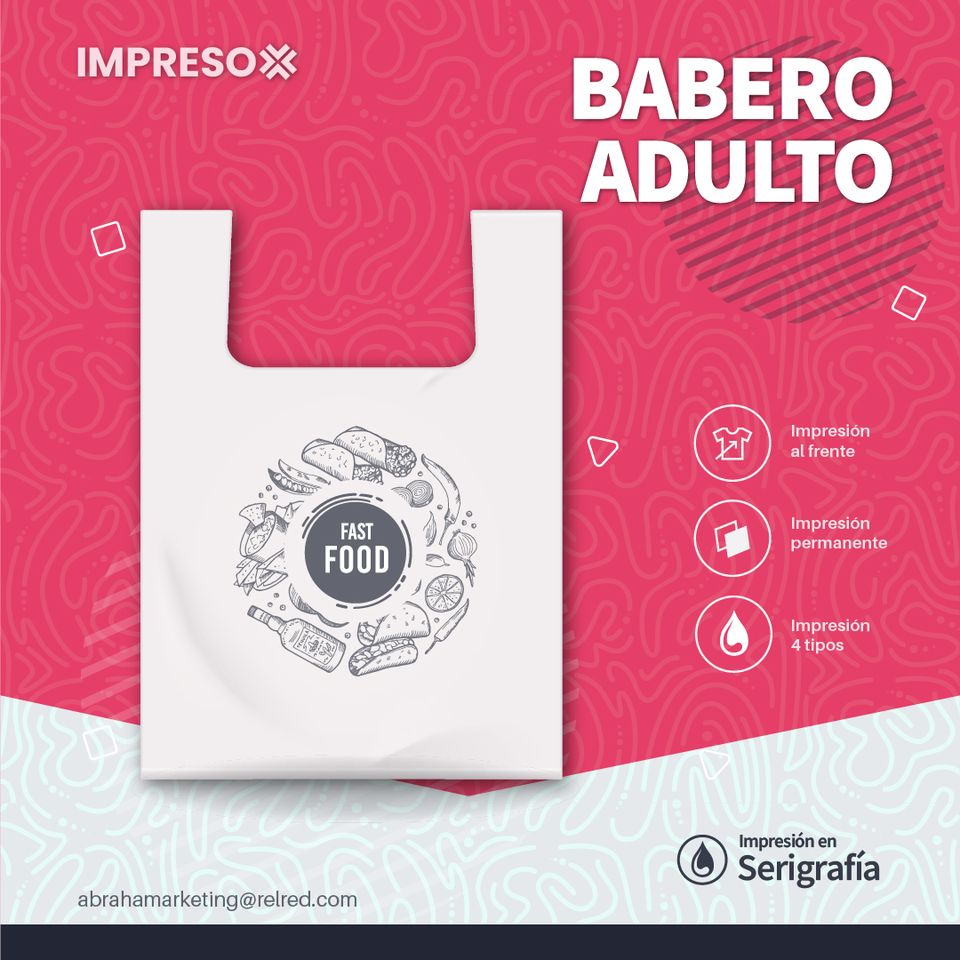 IMPRESO
BABERO
ADULTO
FAST
FOOD
Impresión
al frente
Impresión
permanente
Impresión
4 tipos
Impresión en
Serigrafía
abrahamarketing@relred.com